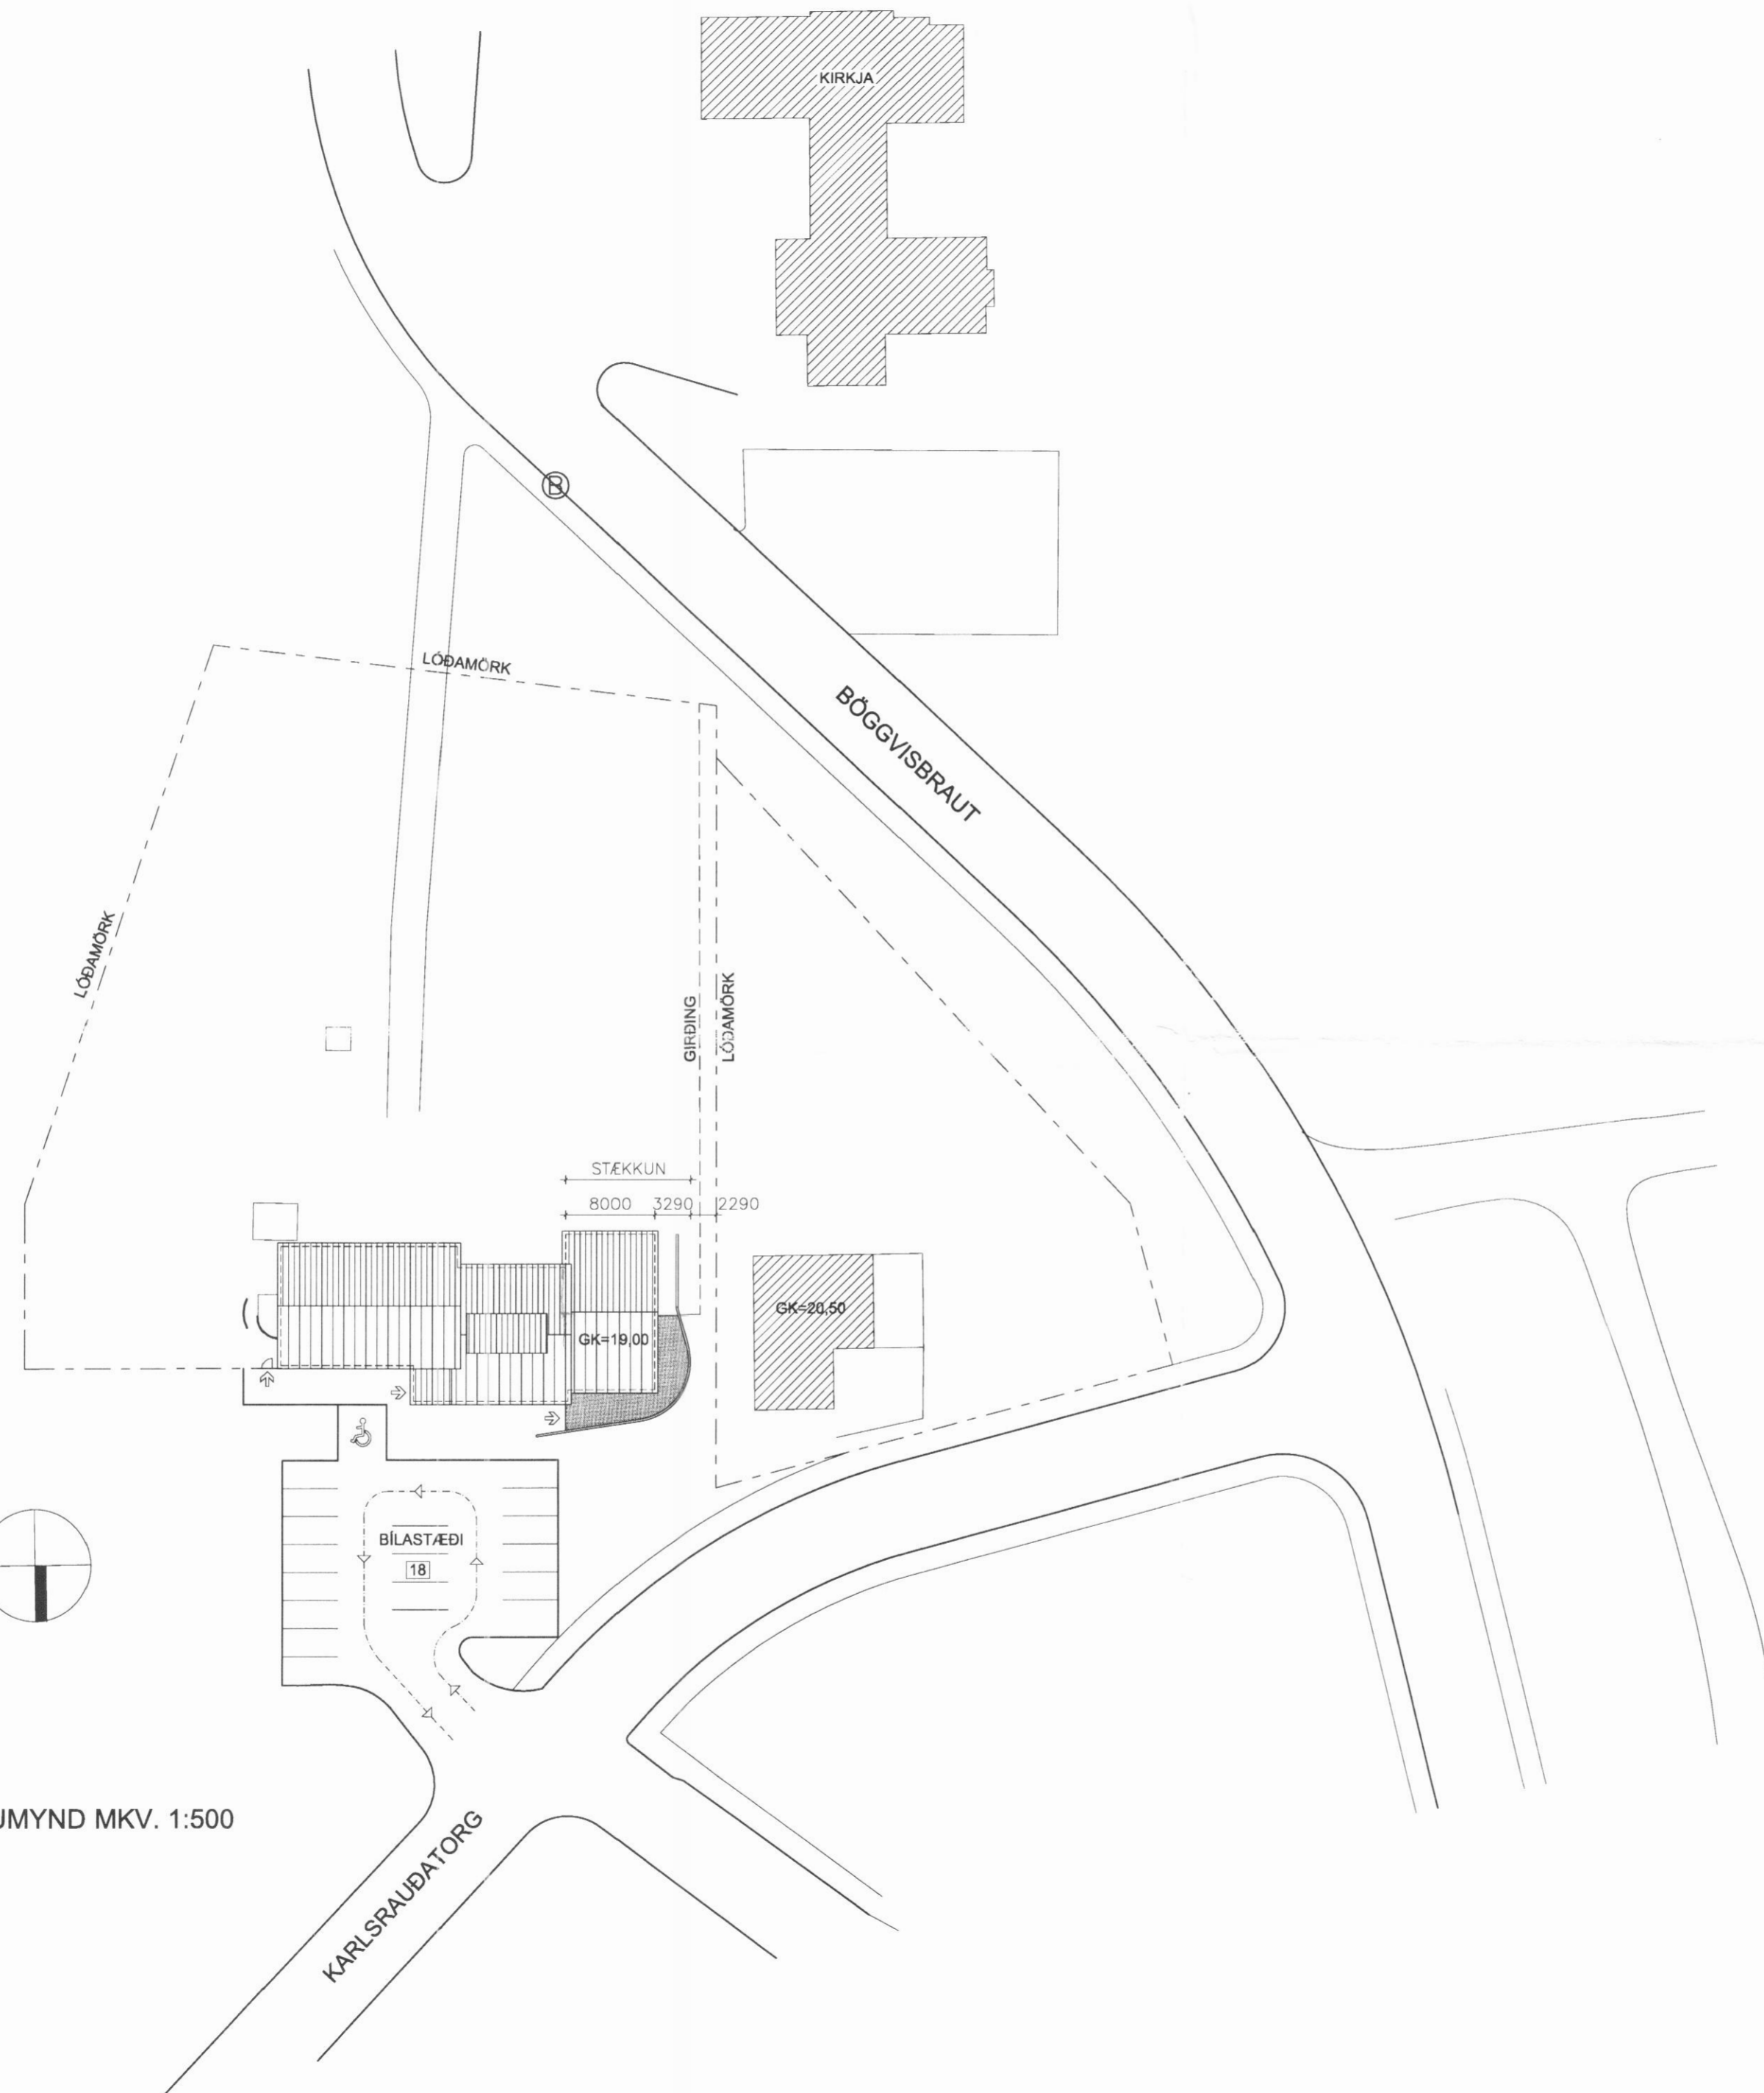 KIRKJA
B
LÓÐAMÖRK
BÖGGVISBRAUT
LÓÐAMÖRK
GIRÐING
LÓÐAMÖRK
STÆKKUN
8000 3290 2290
GK=20,50
GK=19,00
BÍLASTÆÐI
18
UMYND MKV. 1:500
KARLSRAUÐATORG